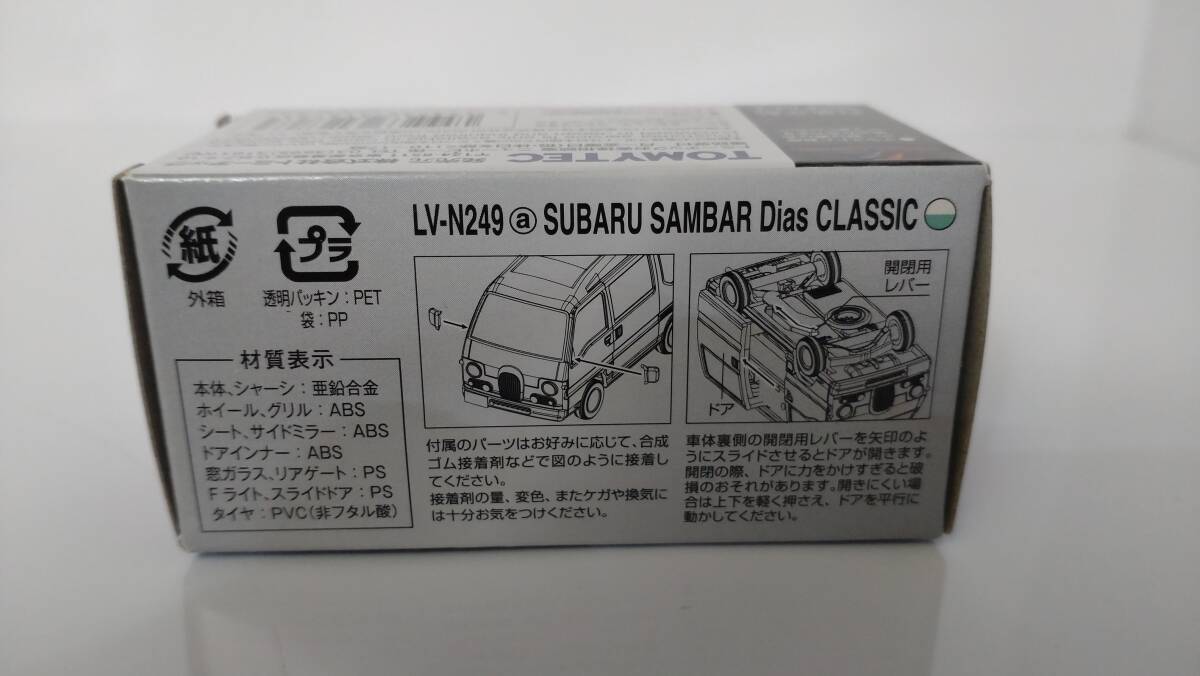 TOMYTEC
LV-N249 ⓐ SUBARU SAMBAR Dias CLASSIC
紙
外箱
プラ
透明パッキン：PET
袋：PP
材質表示
本体、シャーシ：亜鉛合金
ホイール、グリル：ABS
シート、サイドミラー：ABS
ドアインナー：ABS
窓ガラス、リアゲート：PS
Fライト、スライドドア：PS
タイヤ：PVC（非フタル酸）
付属のパーツはお好みに応じて、合成
ゴム接着剤などで図のように接着し
てください。
接着剤の量、変色、またケガや換気に
は十分お気をつけください。
開閉用
レバー
ドア
車体裏側の開閉用レバーを矢印のよ
うにスライドさせるとドアが開きます。
開閉の際、ドアに力をかけすぎると破
損のおそれがあります。開きにくい場
合は上下を軽く押さえ、ドアを平行に
動かしてください。